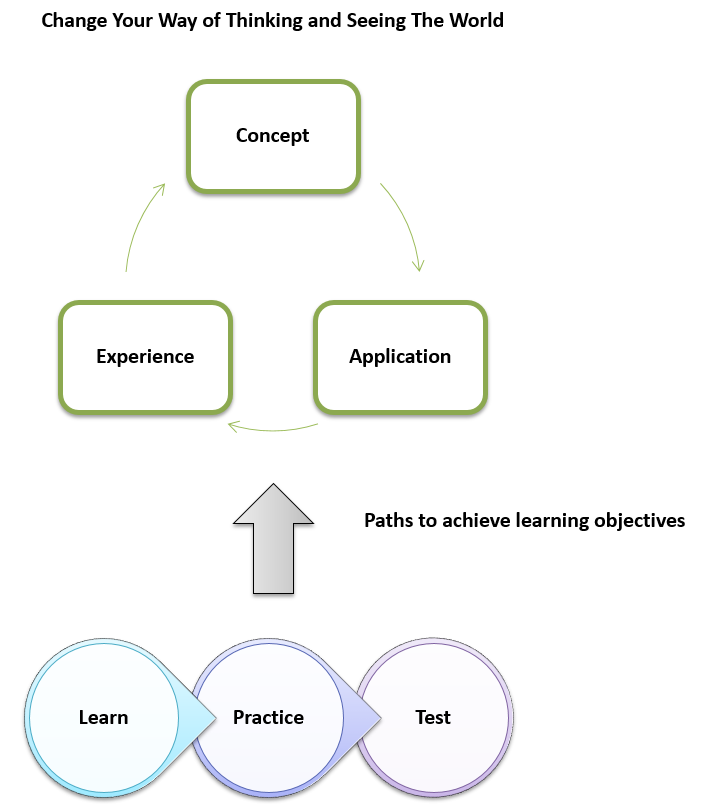 Change Your Way of Thinking and Seeing The World
Concept
Experience
Application
Paths to achieve learning objectives
Learn
Practice
Test